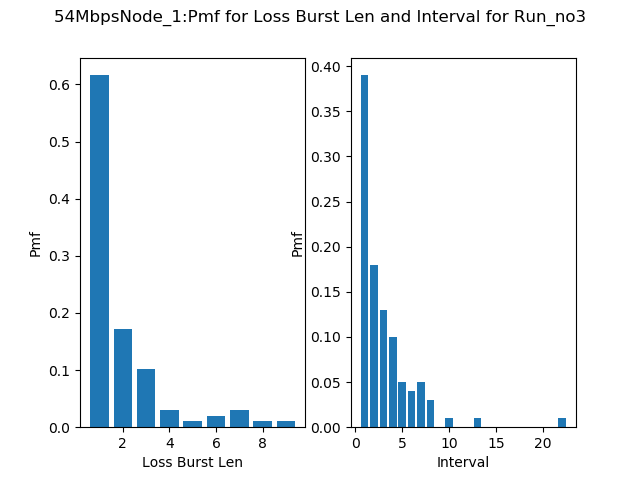 54MbpsNode_1:Pmf for Loss Burst Len and Interval for Run_no3
0.6
0.5
0.4
0.3
0.2
0.1
0.0
Pmf
2 4 6 8
Loss Burst Len
0.40
0.35
0.30
0.25
0.20
0.15
0.10
0.05
0.00
Pmf
0 5 10 15 20
Interval